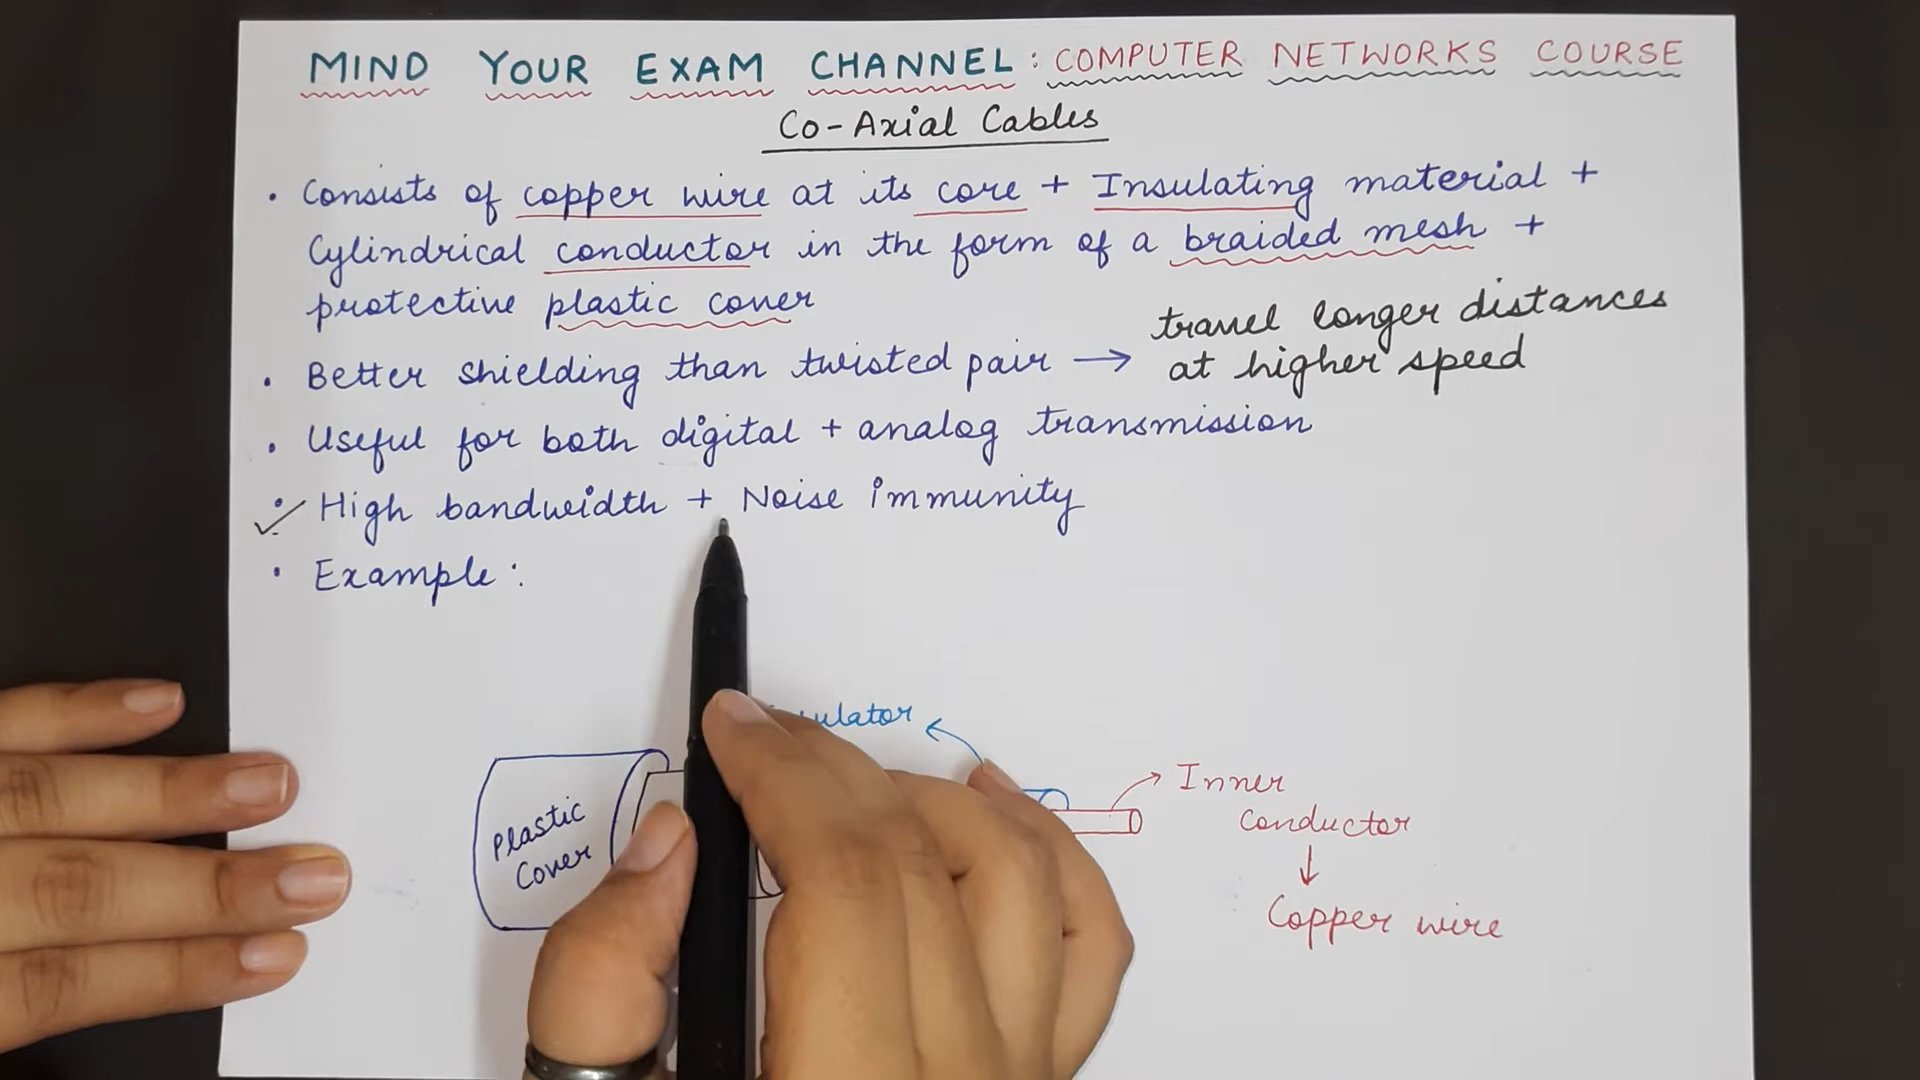 MIND YOUR EXAM CHANNEL : COMPUTER NETWORKS COURSE
Co-Axial Cables
• Consists of copper wire at its core + Insulating material +
Cylindrical conductor in the form of a braided mesh +
protective plastic cover
• Better shielding than twisted pair → travel longer distances
at higher speed
• Useful for both digital + analog transmission
• High bandwidth + Noise immunity
• Example :
Inner
conductor
↓
Copper wire
Plastic
Cover